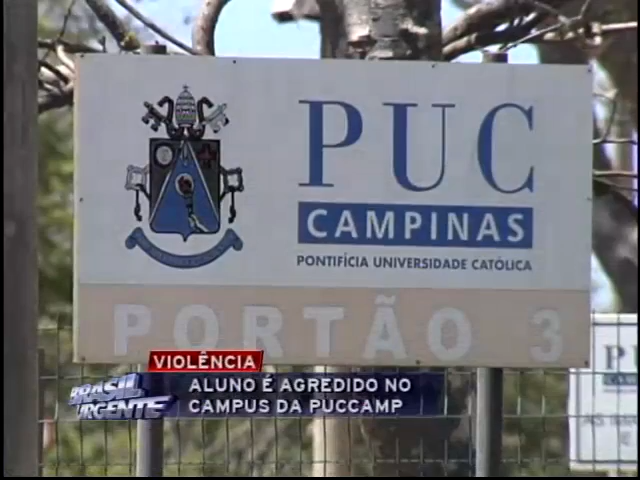 PUC
CAMPINAS
PONTIFÍCIA UNIVERSIDADE CATÓLICA
PORTÃO 3
VIOLÊNCIA
BRASIL
URGENTE
ALUNO É AGREDIDO NO
CAMPUS DA PUCCAMP